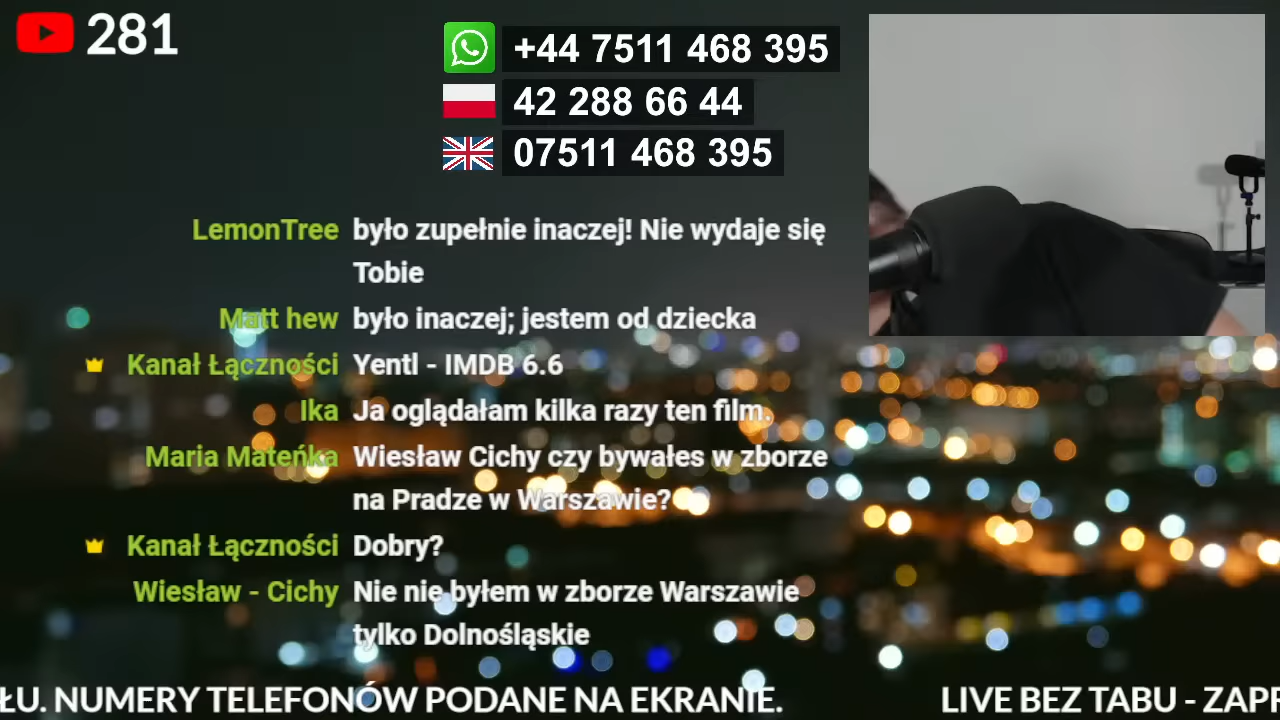 281
+44 7511 468 395
42 288 66 44
07511 468 395
LemonTree było zupełnie inaczej! Nie wydaje się
Tobie
Matt hew było inaczej; jestem od dziecka
Kanał Łączności Yentl - IMDB 6.6
Ika Ja oglądałam kilka razy ten film.
Maria Mateńka Wiesław Cichy czy bywałes w zborze
na Pradze w Warszawie?
Kanał Łączności Dobry?
Wiesław - Cichy Nie nie byłem w zborze Warszawie
tylko Dolnośląskie
ŁU. NUMERY TELEFONÓW PODANE NA EKRANIE. LIVE BEZ TABU - ZAPR